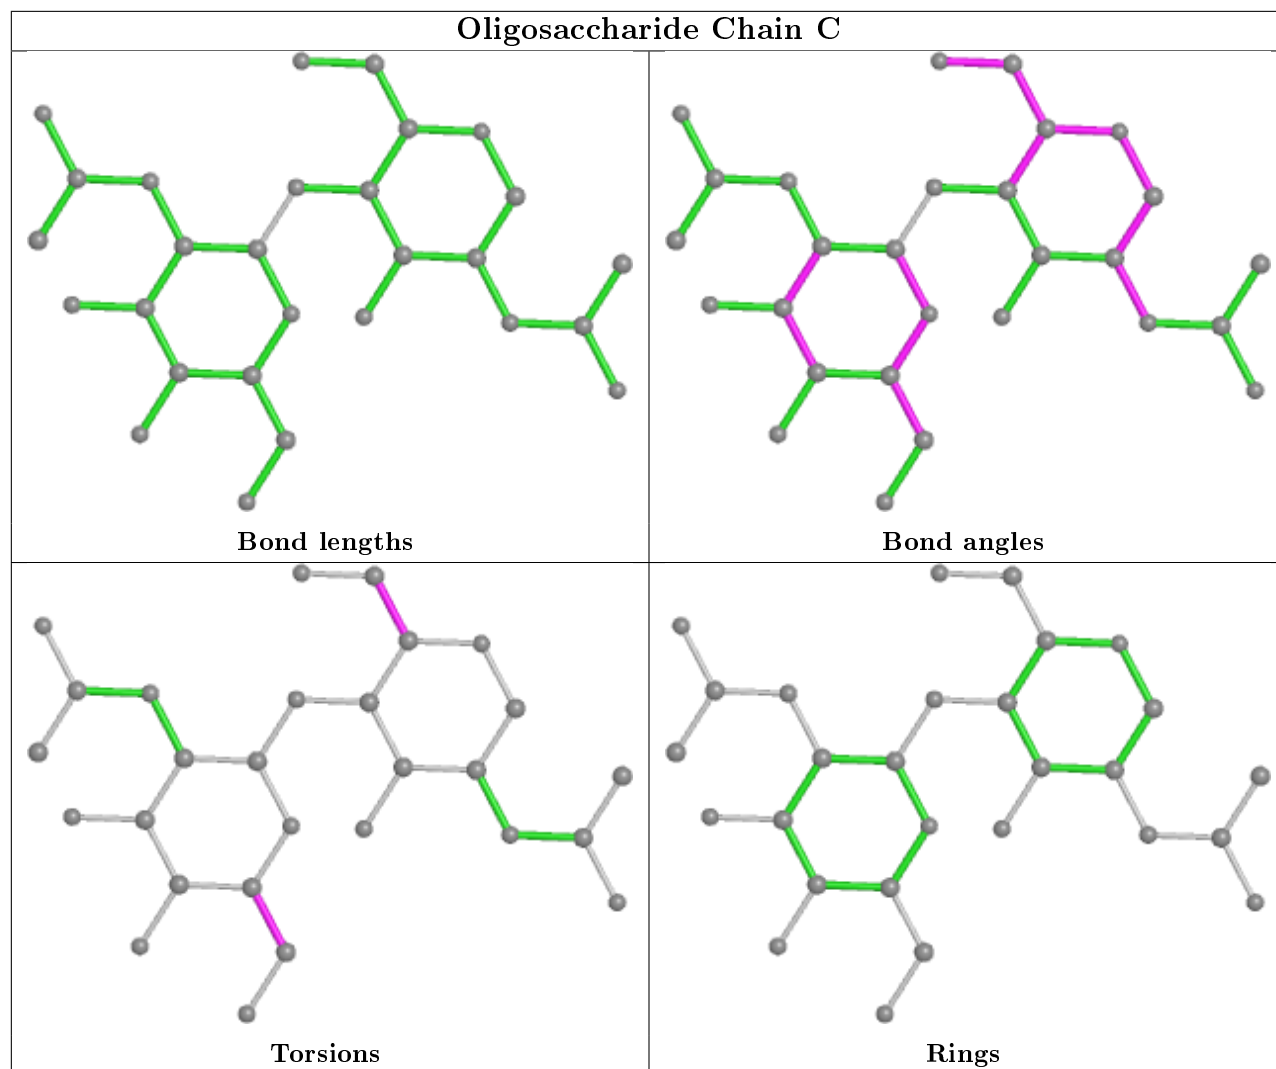 Oligosaccharide Chain C
Bond lengths
Bond angles
Torsions
Rings